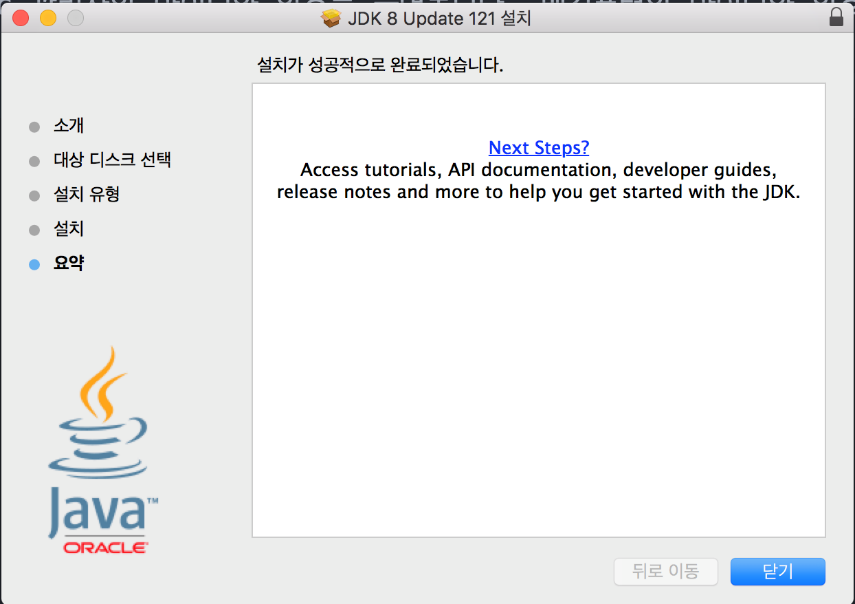 JDK 8 Update 121 설치
설치가 성공적으로 완료되었습니다.
소개
대상 디스크 선택
설치 유형
설치
요약
Next Steps?
Access tutorials, API documentation, developer guides,
release notes and more to help you get started with the JDK.
Java™
ORACLE
뒤로 이동
닫기